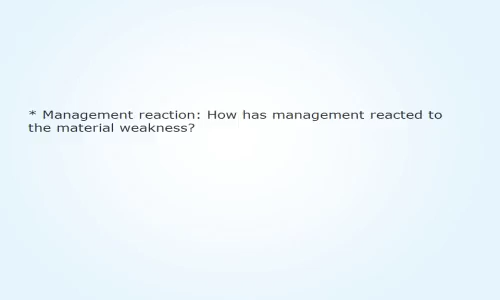 * Management reaction: How has management reacted to
the material weakness?